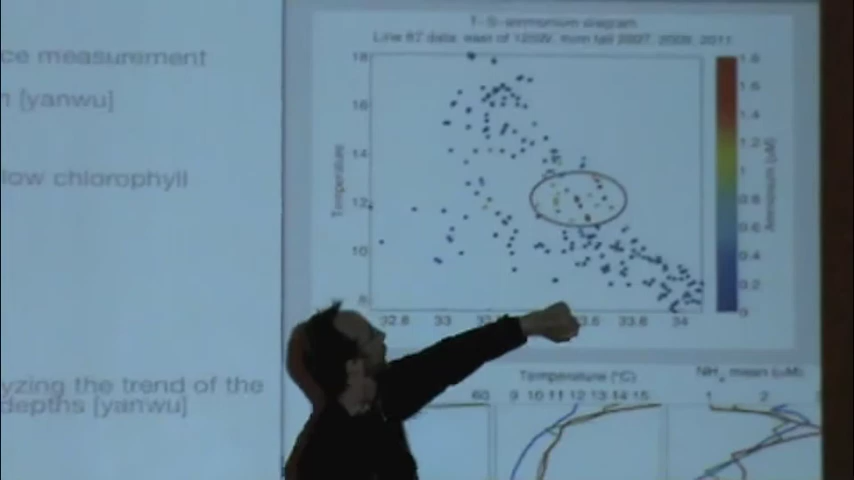 ce measurement
n [yanwu]
low chlorophyll
yzing the trend of the
depths [yanwu]
T-S-ammonium diagram
Line 67 data, east of 125W, from fall 2007, 2009, 2011
18
16
14
12
10
8
Temperature
32.8 33 33.6 33.8 34
1.8
1.6
1.4
1.2
1
0.8
0.6
0.4
0.2
0
Ammonium (uM)
60
Temperature (°C)
9 10 11 12 13 14 15
NH4 mean (uM)
1 2